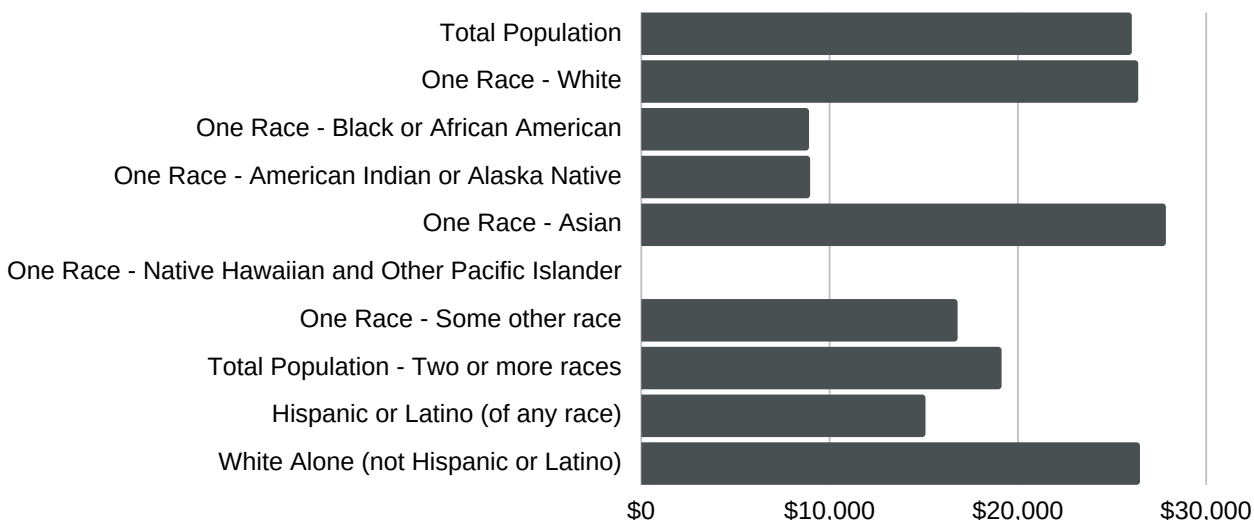 Total Population
One Race - White
One Race - Black or African American
One Race - American Indian or Alaska Native
One Race - Asian
One Race - Native Hawaiian and Other Pacific Islander
One Race - Some other race
Total Population - Two or more races
Hispanic or Latino (of any race)
White Alone (not Hispanic or Latino)
$0 $10,000 $20,000 $30,000